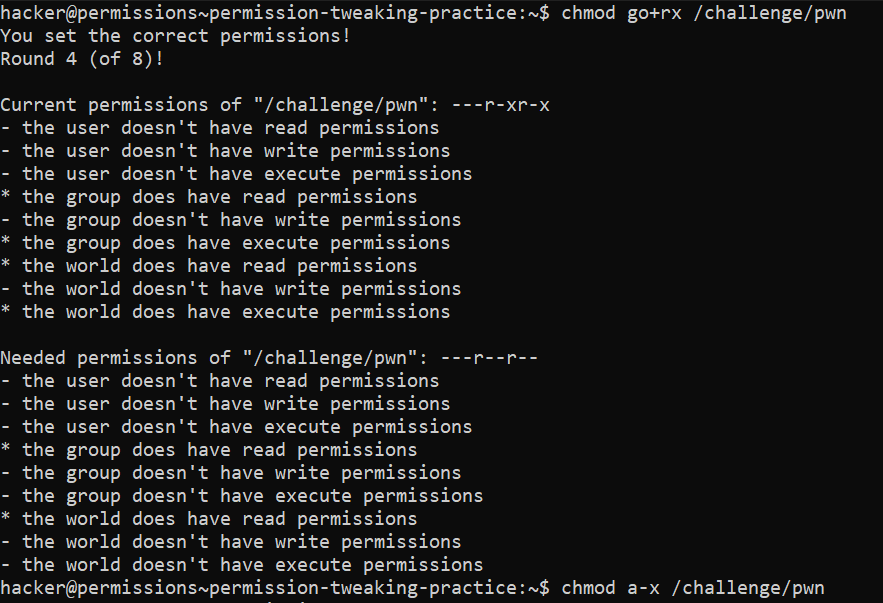 hacker@permissions~permission-tweaking-practice:~$ chmod go+rx /challenge/pwn
You set the correct permissions!
Round 4 (of 8)!
Current permissions of "/challenge/pwn": ---r-xr-x
- the user doesn't have read permissions
- the user doesn't have write permissions
- the user doesn't have execute permissions
* the group does have read permissions
- the group doesn't have write permissions
* the group does have execute permissions
* the world does have read permissions
- the world doesn't have write permissions
* the world does have execute permissions
Needed permissions of "/challenge/pwn": ---r--r--
- the user doesn't have read permissions
- the user doesn't have write permissions
- the user doesn't have execute permissions
* the group does have read permissions
- the group doesn't have write permissions
- the group doesn't have execute permissions
* the world does have read permissions
- the world doesn't have write permissions
- the world doesn't have execute permissions
hacker@permissions~permission-tweaking-practice:~$ chmod a-x /challenge/pwn